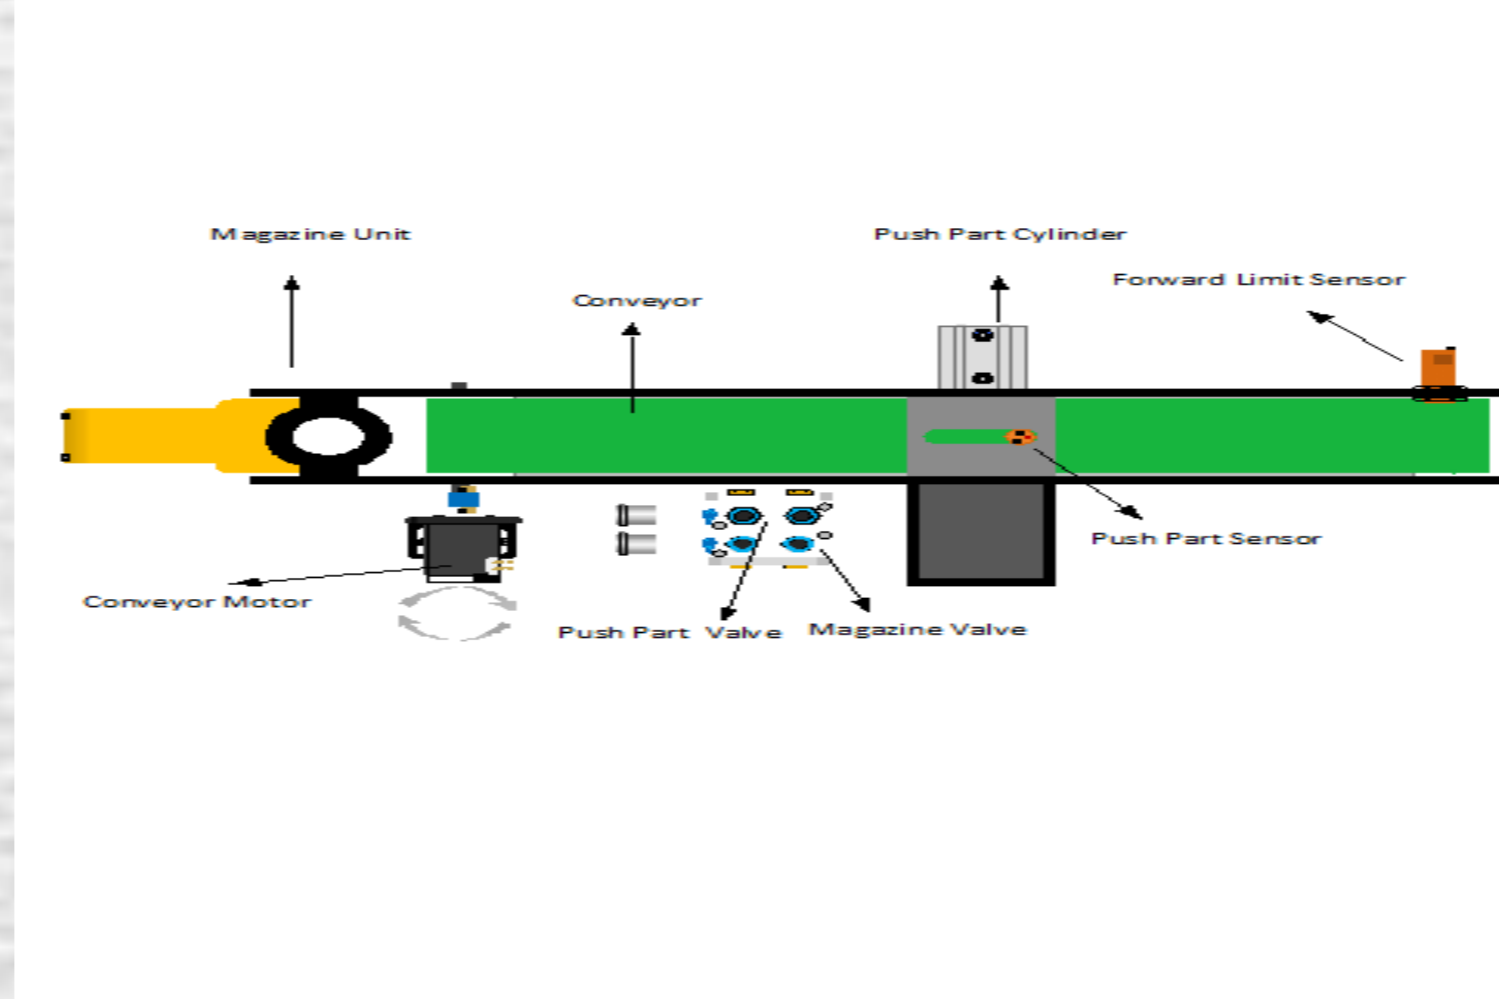 Magazine Unit
Push Part Cylinder
Forward Limit Sensor
Conveyor
Push Part Sensor
Conveyor Motor
Push Part Valve
Magazine Valve